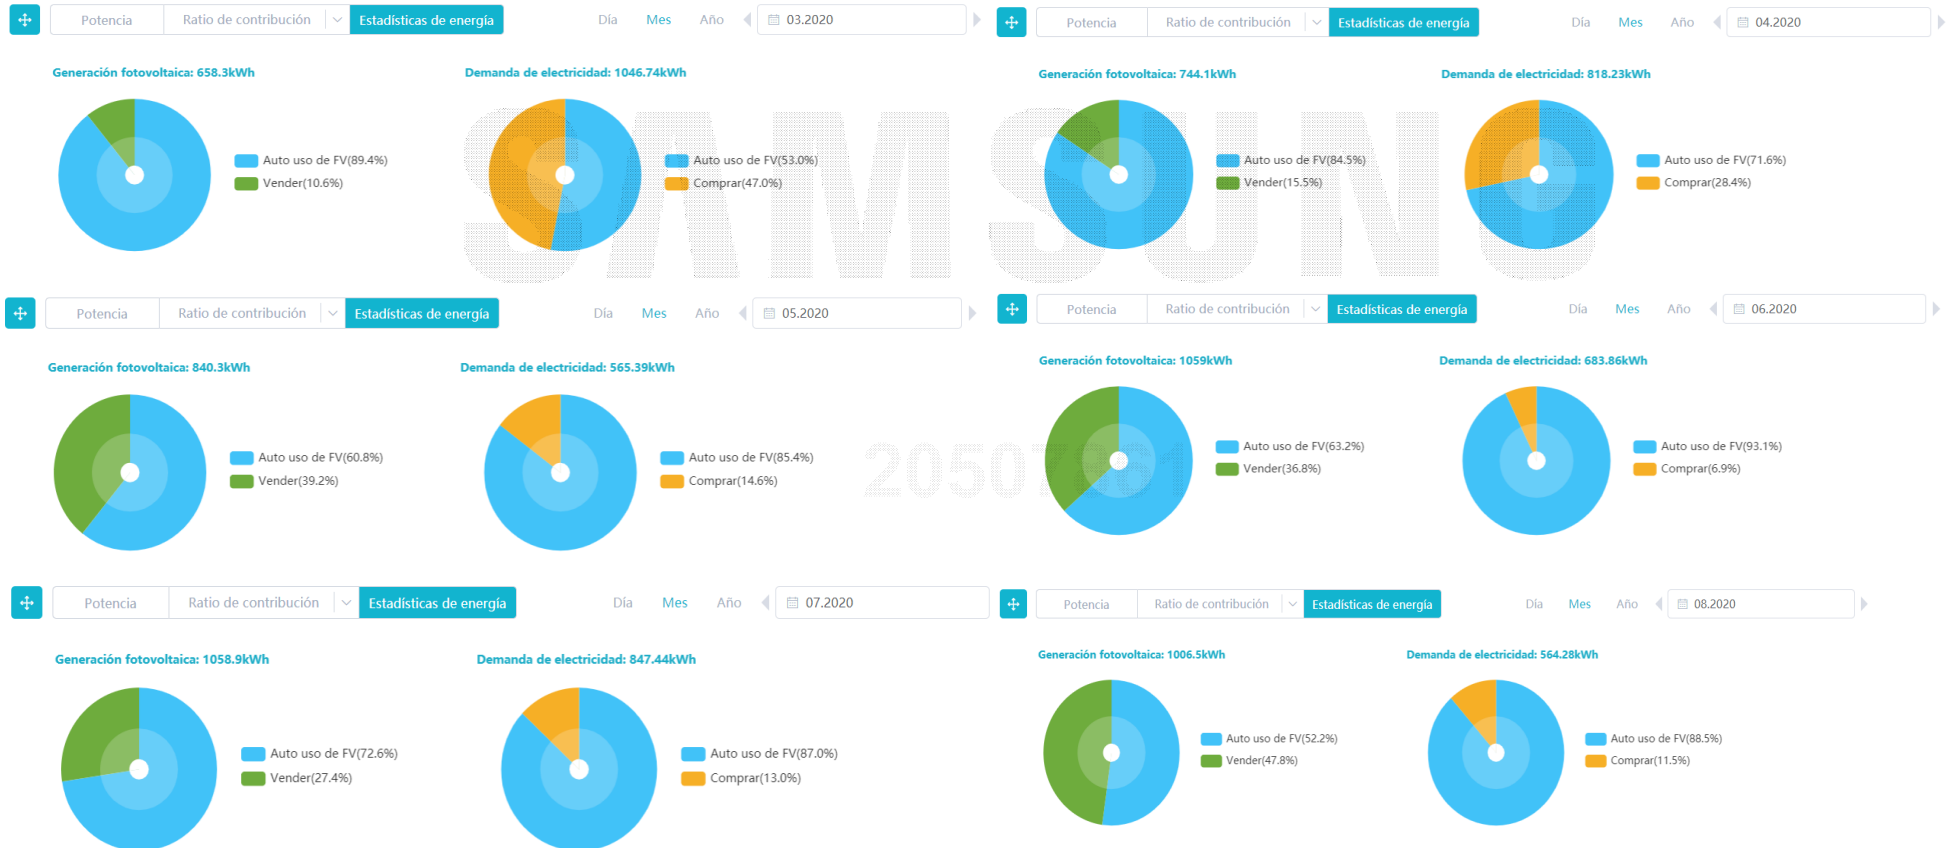 Potencia Ratio de contribución Estadísticas de energía Día Mes Año 03.2020
Generación fotovoltaica: 658.3kWh Demanda de electricidad: 1046.74kWh
Auto uso de FV(89.4%) Auto uso de FV(53.0%)
Vender(10.6%) Comprar(47.0%)
Potencia Ratio de contribución Estadísticas de energía Día Mes Año 04.2020
Generación fotovoltaica: 744.1kWh Demanda de electricidad: 818.23kWh
Auto uso de FV(84.5%) Auto uso de FV(71.6%)
Vender(15.5%) Comprar(28.4%)
SAMSUNG
Potencia Ratio de contribución Estadísticas de energía Día Mes Año 05.2020
Generación fotovoltaica: 840.3kWh Demanda de electricidad: 565.39kWh
Auto uso de FV(60.8%) Auto uso de FV(85.4%)
Vender(39.2%) Comprar(14.6%)
Potencia Ratio de contribución Estadísticas de energía Día Mes Año 06.2020
Generación fotovoltaica: 1059kWh Demanda de electricidad: 683.86kWh
Auto uso de FV(63.2%) Auto uso de FV(93.1%)
Vender(36.8%) Comprar(6.9%)
20507861
Potencia Ratio de contribución Estadísticas de energía Día Mes Año 07.2020
Generación fotovoltaica: 1058.9kWh Demanda de electricidad: 847.44kWh
Auto uso de FV(72.6%) Auto uso de FV(87.0%)
Vender(27.4%) Comprar(13.0%)
Potencia Ratio de contribución Estadísticas de energía Día Mes Año 08.2020
Generación fotovoltaica: 1006.5kWh Demanda de electricidad: 564.28kWh
Auto uso de FV(52.2%) Auto uso de FV(88.5%)
Vender(47.8%) Comprar(11.5%)